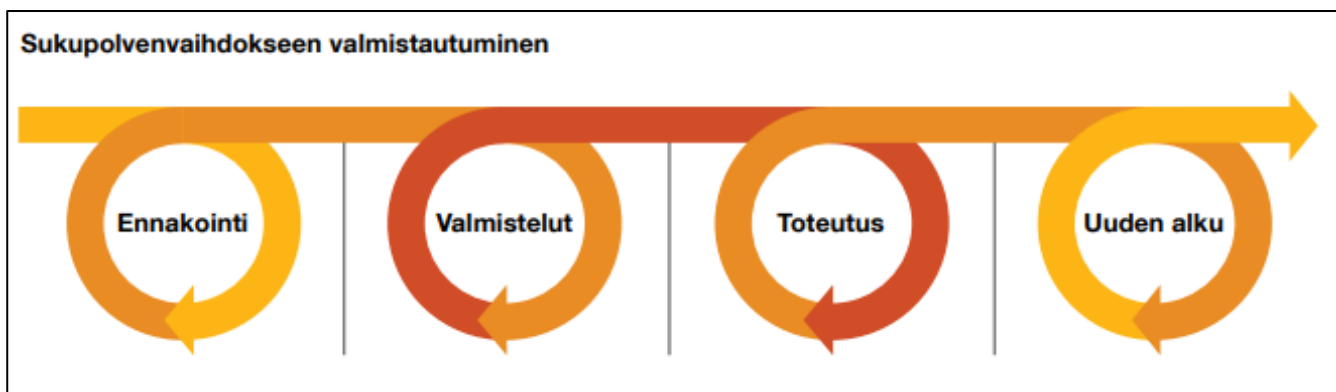 Sukupolvenvaihdokseen valmistautuminen
Ennakointi
Valmistelut
Toteutus
Uuden alku